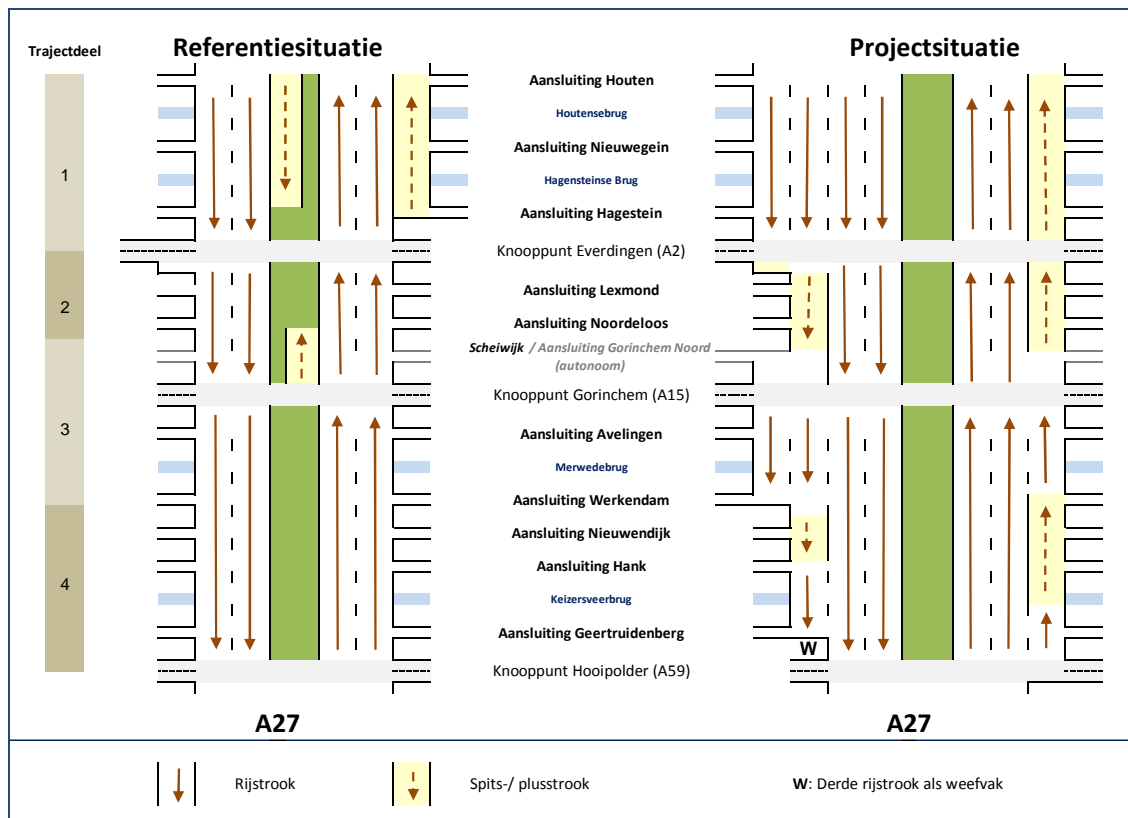 Referentiesituatie
Projectsituatie
Trajectdeel
1
2
3
4
Aansluiting Houten
Houtensebrug
Aansluiting Nieuwegein
Hagensteinse Brug
Aansluiting Hagestein
Knooppunt Everdingen (A2)
Aansluiting Lexmond
Aansluiting Noordeloos
Scheiwijk / Aansluiting Gorinchem Noord
(autonoom)
Knooppunt Gorinchem (A15)
Aansluiting Avelingen
Merwedebrug
Aansluiting Werkendam
Aansluiting Nieuwendijk
Aansluiting Hank
Keizersveerbrug
Aansluiting Geertruidenberg
W
Knooppunt Hooipolder (A59)
A27
A27
Rijstrook
Spits-/ plusstrook
W: Derde rijstrook als weefvak